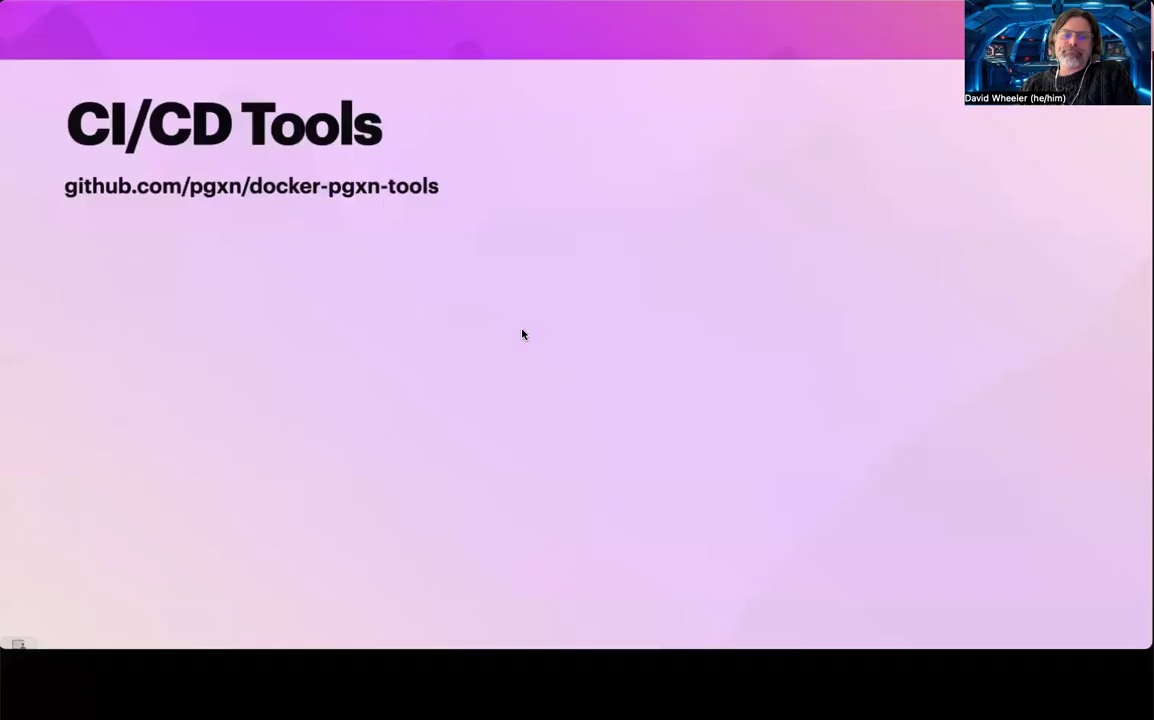 CI/CD Tools
github.com/pgxn/docker-pgxn-tools
David Wheeler (he/him)